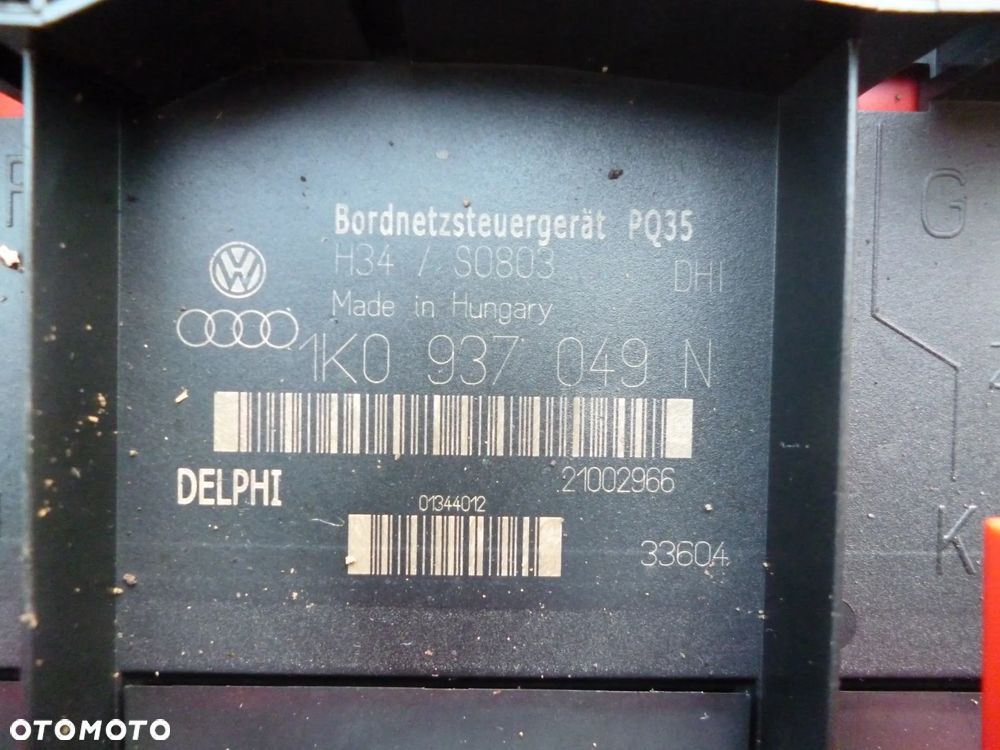 Bordnetzsteuergerät PQ35
H34 / S0803 DHI
Made in Hungary
1K0 937 049 N
DELPHI
21002966
01344012
33604
G
K
OTOMOTO